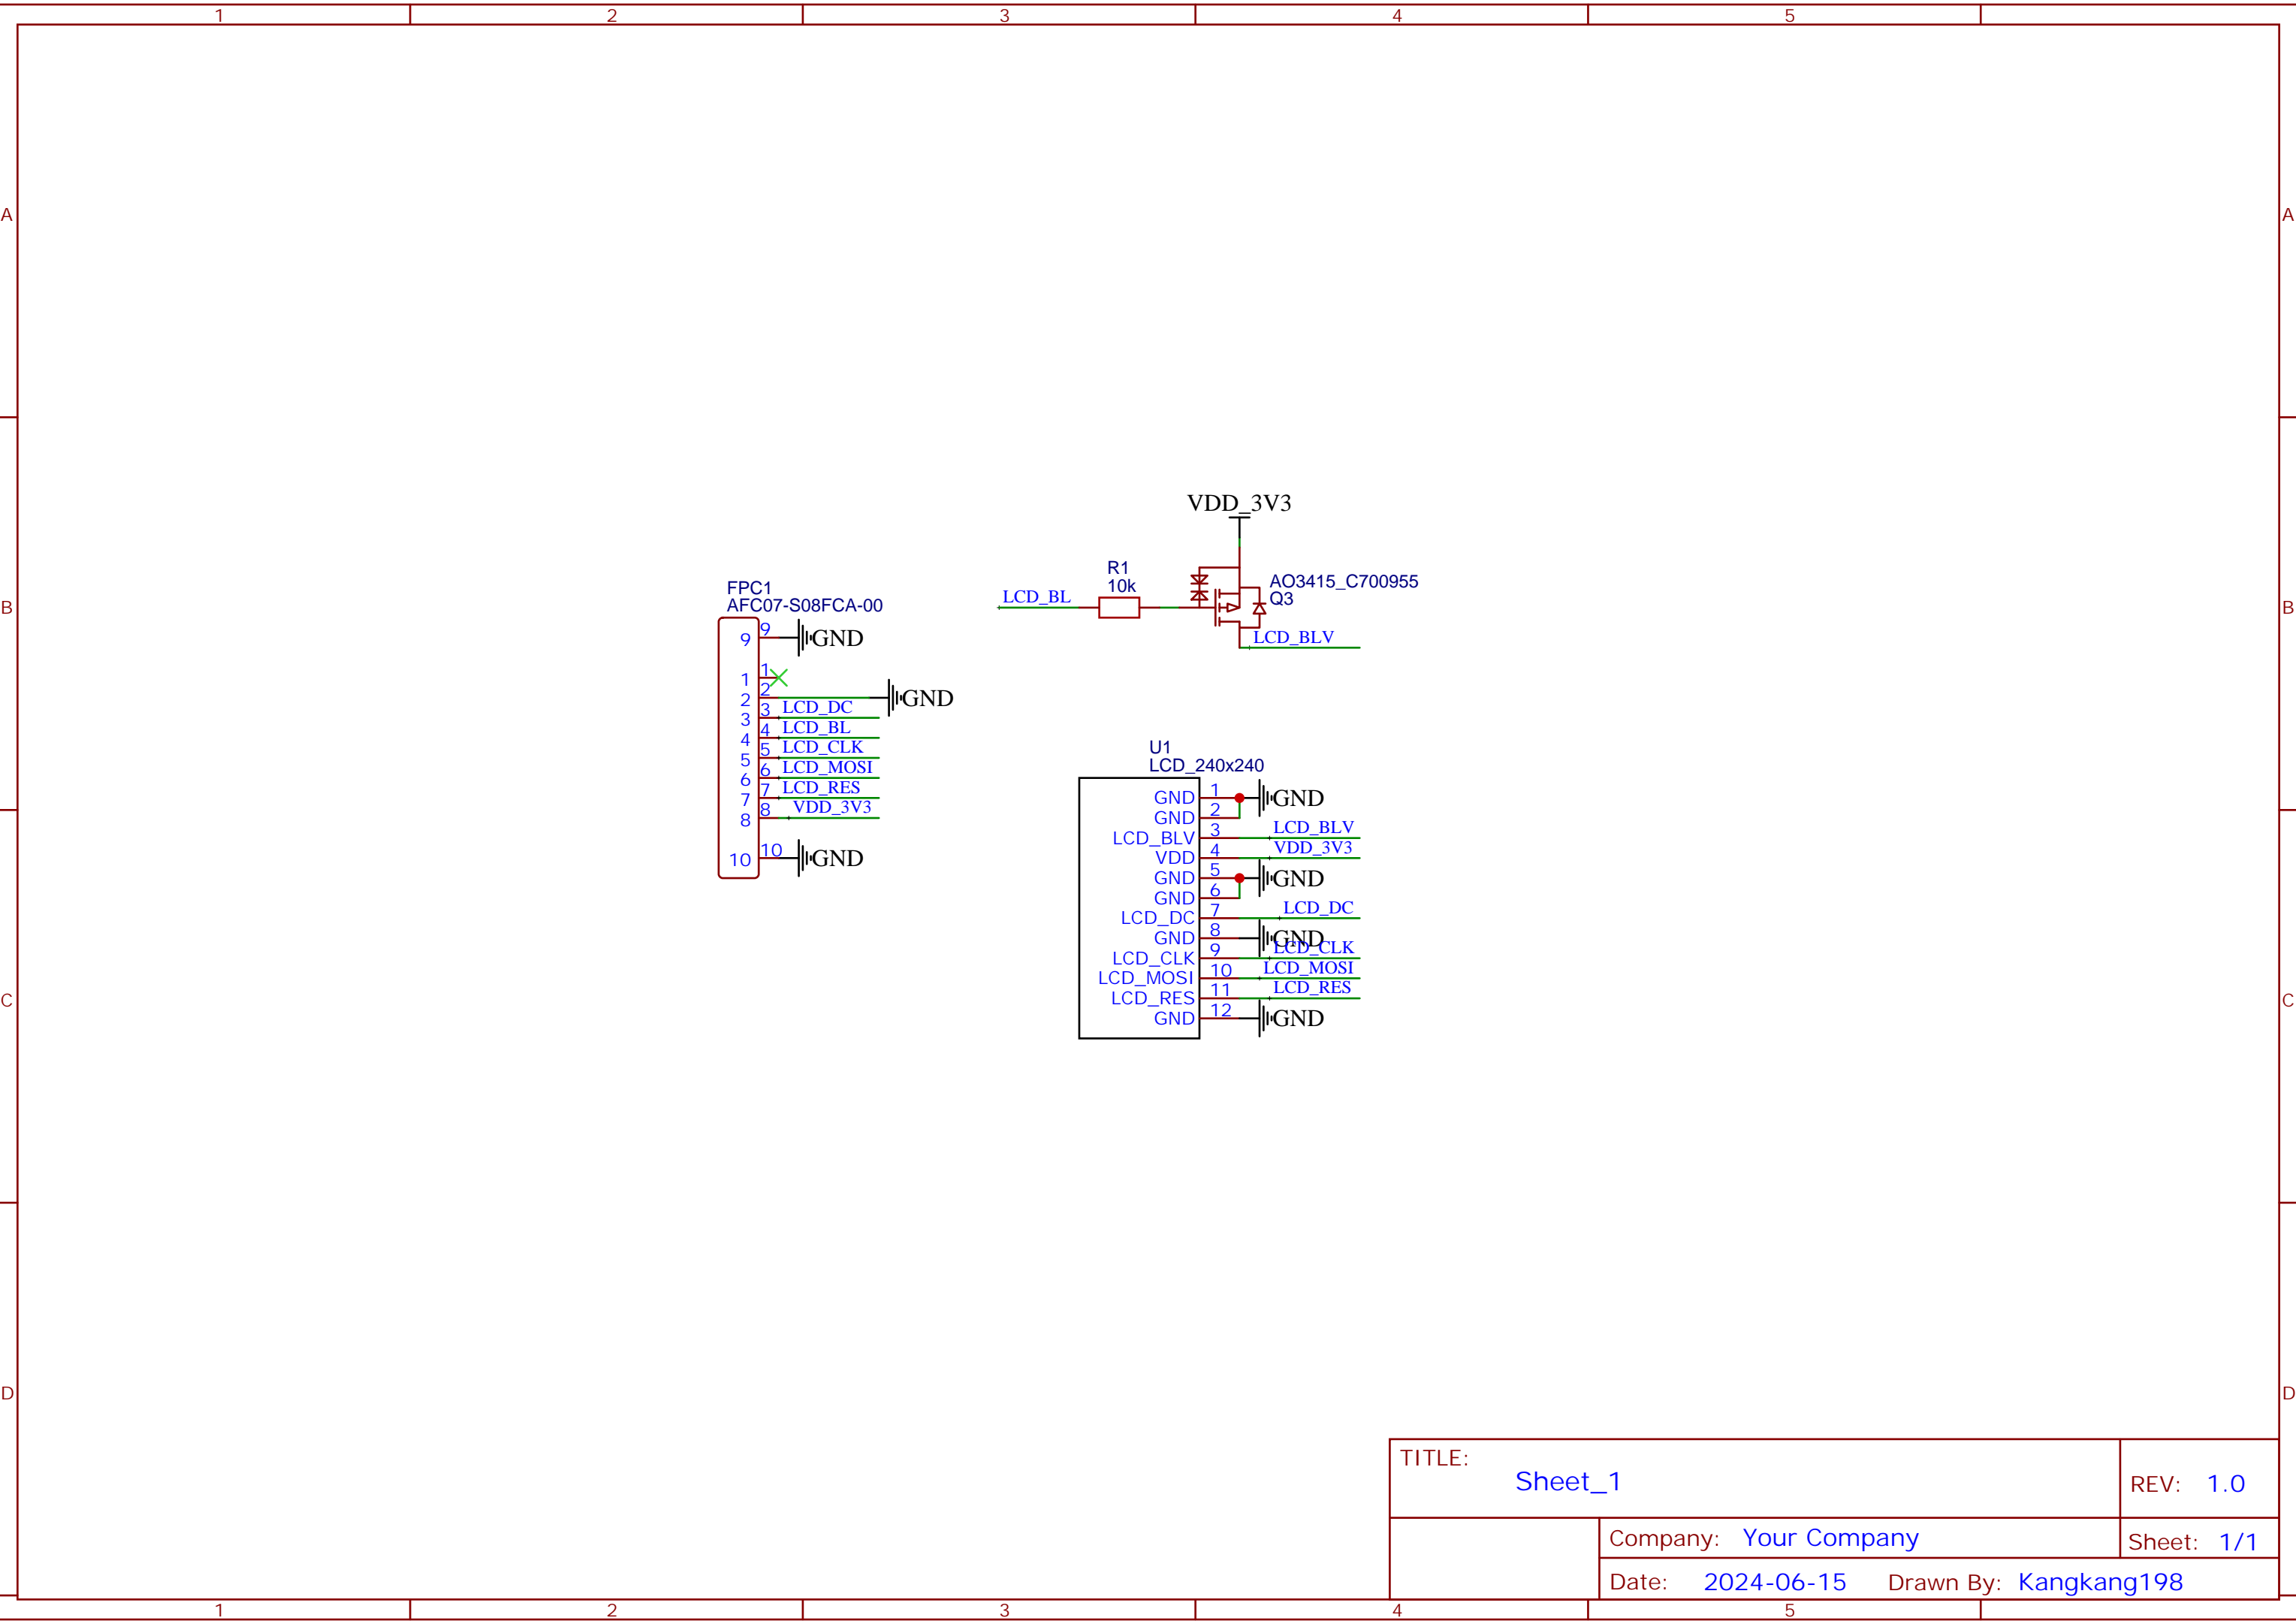 1 2 3 4 5
A A
B B
C C
D D
VDD_3V3
R1
10k
LCD_BL
AO3415_C700955
Q3
LCD_BLV
FPC1
AFC07-S08FCA-00
9 9 GND
1 1
2 2 GND
3 3 LCD_DC
4 4 LCD_BL
5 5 LCD_CLK
6 6 LCD_MOSI
7 7 LCD_RES
8 8 VDD_3V3
10 10 GND
U1
LCD_240x240
GND 1 GND
GND 2
LCD_BLV 3 LCD_BLV
VDD 4 VDD_3V3
GND 5 GND
GND 6
LCD_DC 7 LCD_DC
GND 8 GND
LCD_CLK 9 LCD_CLK
LCD_MOSI 10 LCD_MOSI
LCD_RES 11 LCD_RES
GND 12 GND
TITLE:
Sheet_1
REV: 1.0
Company: Your Company
Sheet: 1/1
Date: 2024-06-15 Drawn By: Kangkang198
1 2 3 4 5